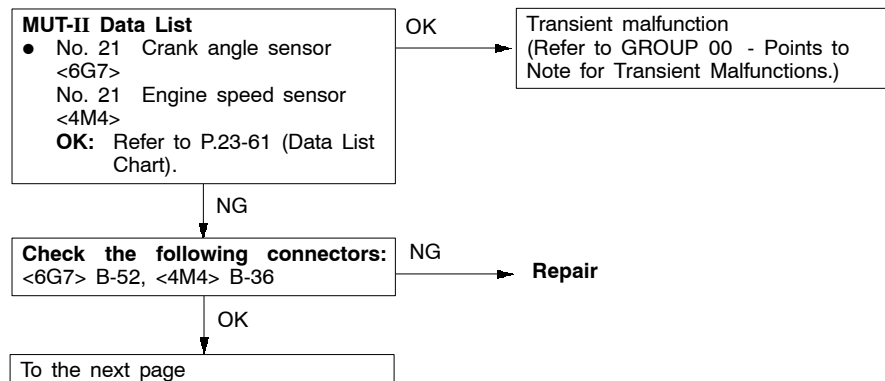 MUT-II Data List
● No. 21 Crank angle sensor
<6G7>
No. 21 Engine speed sensor
<4M4>
OK: Refer to P.23-61 (Data List
Chart).
OK
Transient malfunction
(Refer to GROUP 00 - Points to
Note for Transient Malfunctions.)
NG
Check the following connectors:
<6G7> B-52, <4M4> B-36
NG
Repair
OK
To the next page